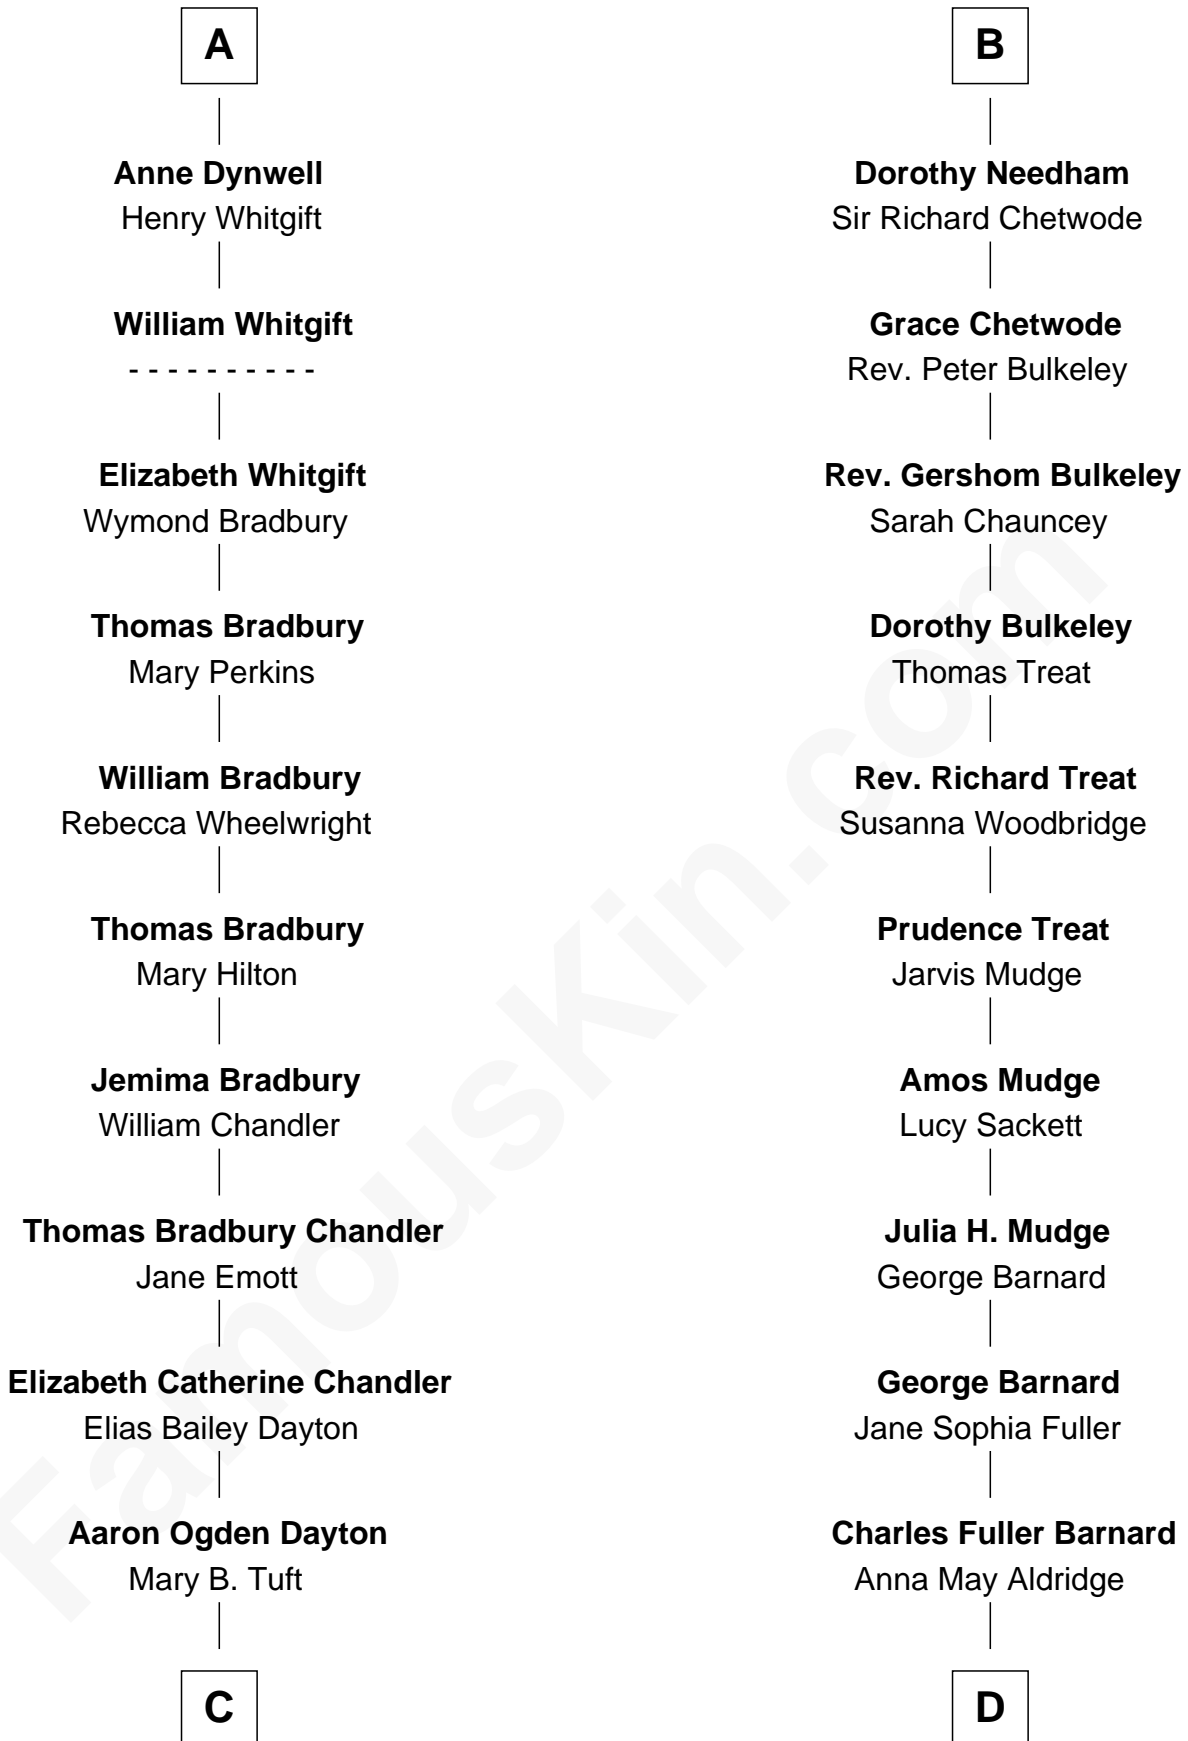 A
Anne Dynwell
Henry Whitgift
William Whitgift
- - - - - - - - - -
Elizabeth Whitgift
Wymond Bradbury
Thomas Bradbury
Mary Perkins
William Bradbury
Rebecca Wheelwright
Thomas Bradbury
Mary Hilton
Jemima Bradbury
William Chandler
Thomas Bradbury Chandler
Jane Emott
Elizabeth Catherine Chandler
Elias Bailey Dayton
Aaron Ogden Dayton
Mary B. Tuft
C
B
Dorothy Needham
Sir Richard Chetwode
Grace Chetwode
Rev. Peter Bulkeley
Rev. Gershom Bulkeley
Sarah Chauncey
Dorothy Bulkeley
Thomas Treat
Rev. Richard Treat
Susanna Woodbridge
Prudence Treat
Jarvis Mudge
Amos Mudge
Lucy Sackett
Julia H. Mudge
George Barnard
George Barnard
Jane Sophia Fuller
Charles Fuller Barnard
Anna May Aldridge
D
FamousKin.com